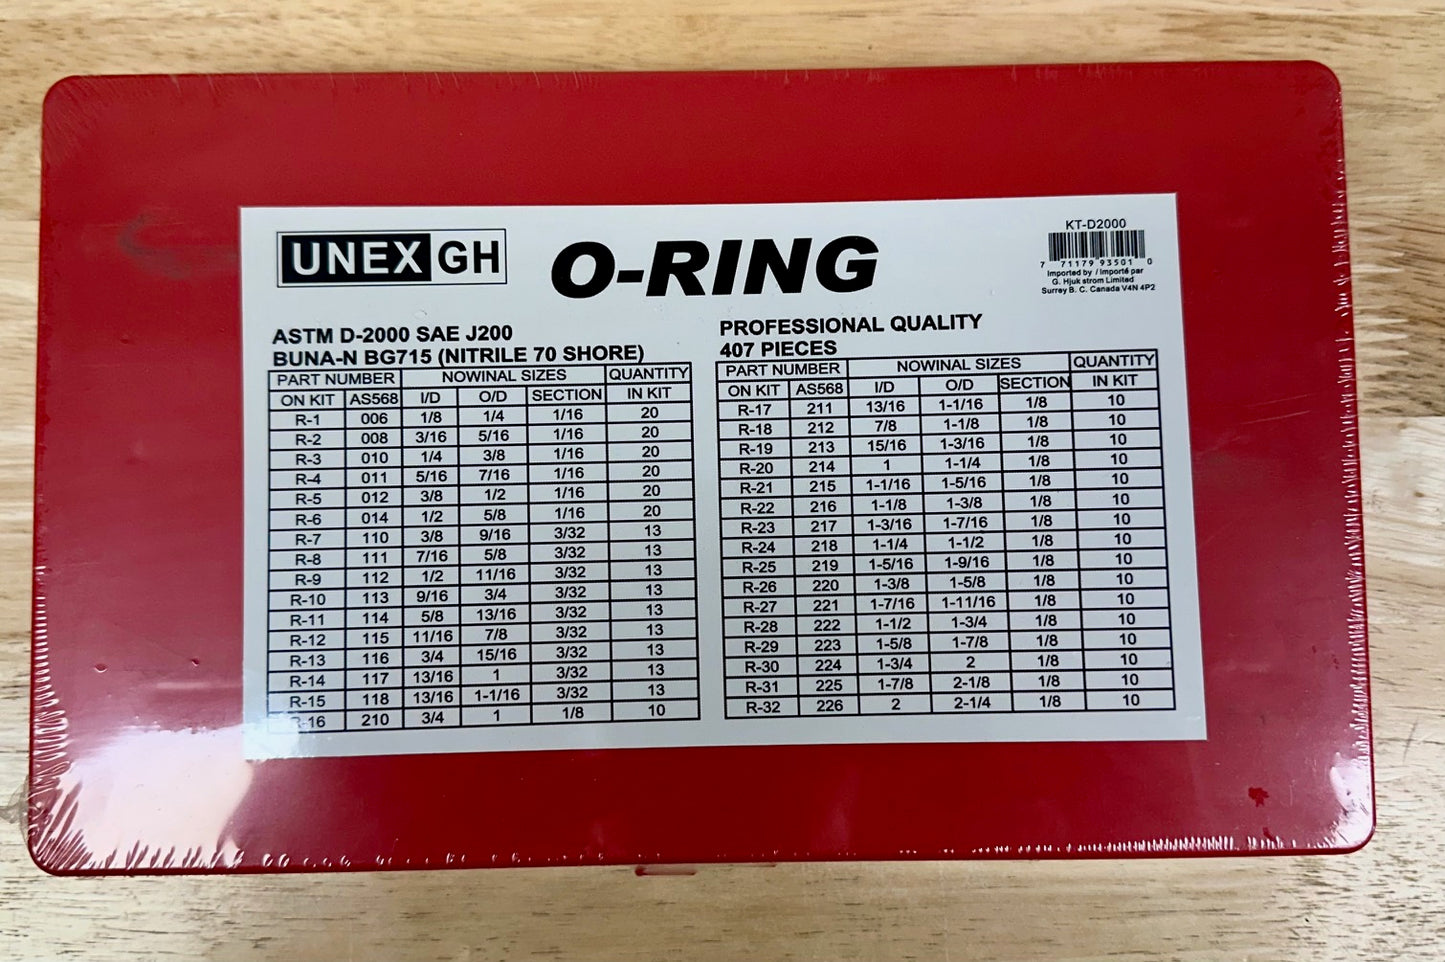 UNEX GH
O-RING
KT-D2000
7 71179 93501 0
Imported by / Importé par
G. Hjuk strom Limited
Surrey B. C. Canada V4N 4P2
ASTM D-2000 SAE J200
BUNA-N BG715 (NITRILE 70 SHORE)
PART NUMBER NOWINAL SIZES QUANTITY
ON KIT AS568 I/D O/D SECTION IN KIT
R-1 006 1/8 1/4 1/16 20
R-2 008 3/16 5/16 1/16 20
R-3 010 1/4 3/8 1/16 20
R-4 011 5/16 7/16 1/16 20
R-5 012 3/8 1/2 1/16 20
R-6 014 1/2 5/8 1/16 20
R-7 110 3/8 9/16 3/32 13
R-8 111 7/16 5/8 3/32 13
R-9 112 1/2 11/16 3/32 13
R-10 113 9/16 3/4 3/32 13
R-11 114 5/8 13/16 3/32 13
R-12 115 11/16 7/8 3/32 13
R-13 116 3/4 15/16 3/32 13
R-14 117 13/16 1 3/32 13
R-15 118 13/16 1-1/16 3/32 13
R-16 210 3/4 1 1/8 10
PROFESSIONAL QUALITY
407 PIECES
PART NUMBER NOWINAL SIZES QUANTITY
ON KIT AS568 I/D O/D SECTION IN KIT
R-17 211 13/16 1-1/16 1/8 10
R-18 212 7/8 1-1/8 1/8 10
R-19 213 15/16 1-3/16 1/8 10
R-20 214 1 1-1/4 1/8 10
R-21 215 1-1/16 1-5/16 1/8 10
R-22 216 1-1/8 1-3/8 1/8 10
R-23 217 1-3/16 1-7/16 1/8 10
R-24 218 1-1/4 1-1/2 1/8 10
R-25 219 1-5/16 1-9/16 1/8 10
R-26 220 1-3/8 1-5/8 1/8 10
R-27 221 1-7/16 1-11/16 1/8 10
R-28 222 1-1/2 1-3/4 1/8 10
R-29 223 1-5/8 1-7/8 1/8 10
R-30 224 1-3/4 2 1/8 10
R-31 225 1-7/8 2-1/8 1/8 10
R-32 226 2 2-1/4 1/8 10